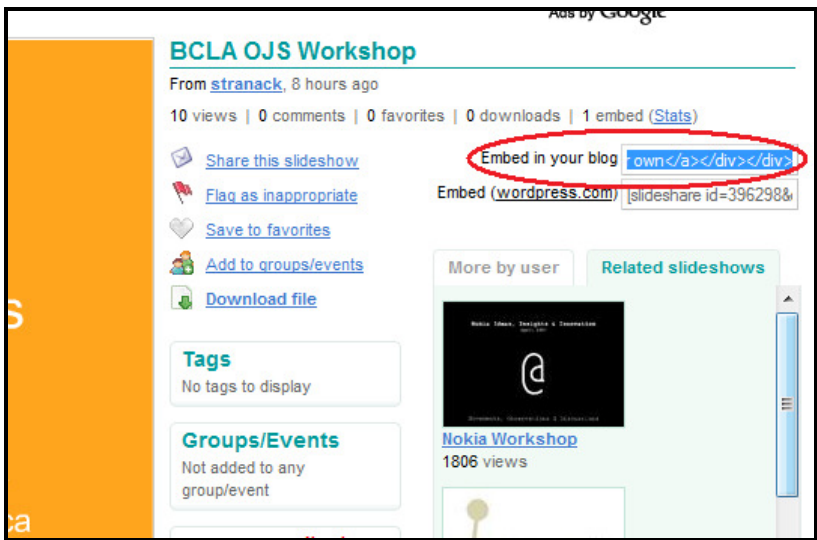 Ads by Google
BCLA OJS Workshop
From stranack, 8 hours ago
10 views | 0 comments | 0 favorites | 0 downloads | 1 embed (Stats)
Share this slideshow
Flag as inappropriate
Save to favorites
Add to groups/events
Download file
Embed in your blog own</a></div></div>
Embed (wordpress.com) [slideshare id=396298&
More by user
Related slideshows
Nokia Ideas, Insights & Innovation
@
Nokia Workshop
1806 views
Tags
No tags to display
Groups/Events
Not added to any
group/event
s
ca